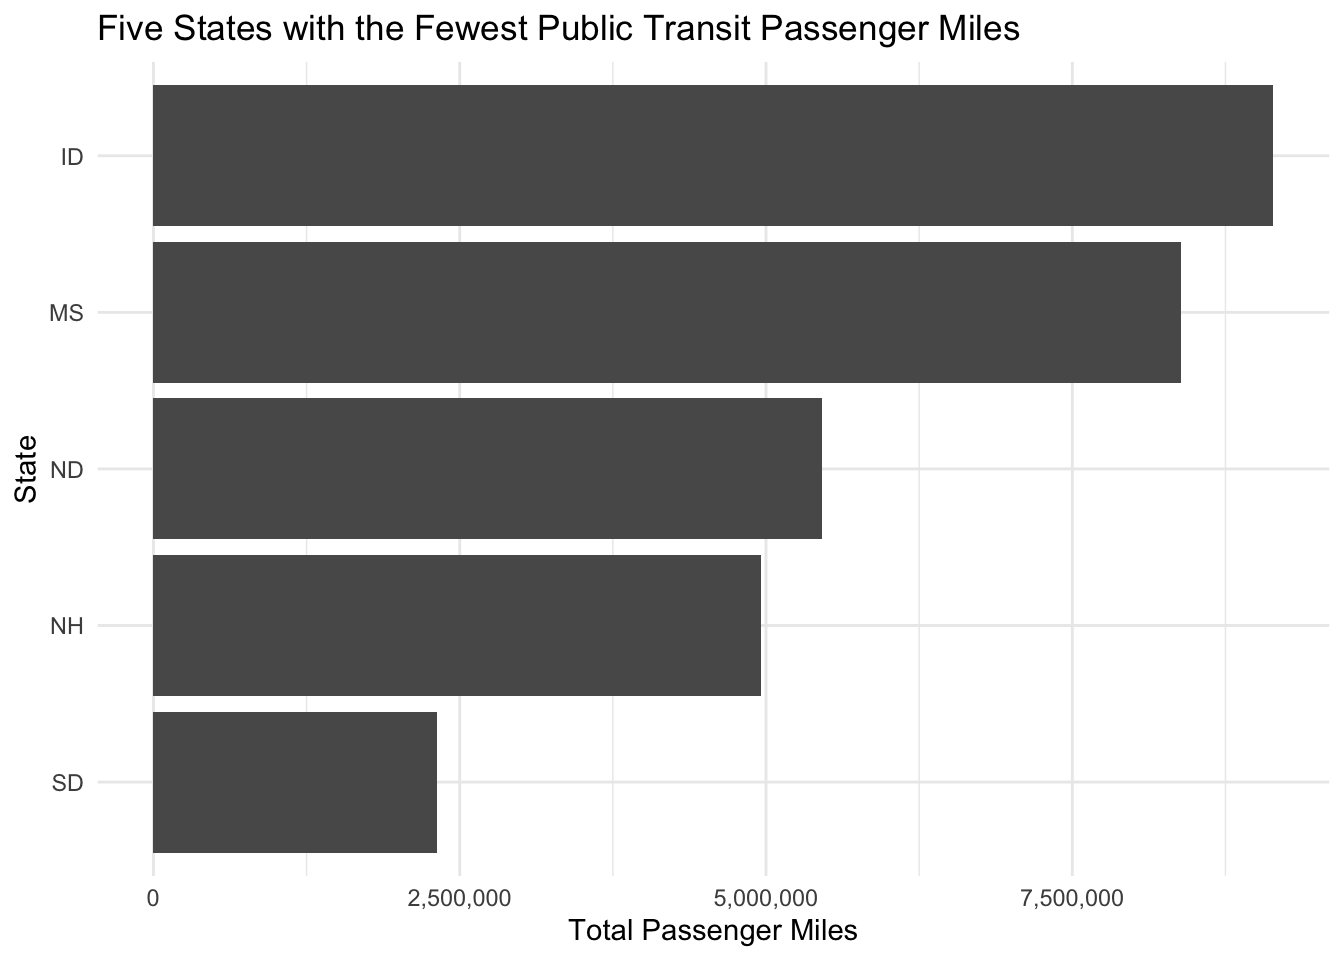 Five States with the Fewest Public Transit Passenger Miles
ID
MS
ND
NH
SD
State
0 2,500,000 5,000,000 7,500,000
Total Passenger Miles